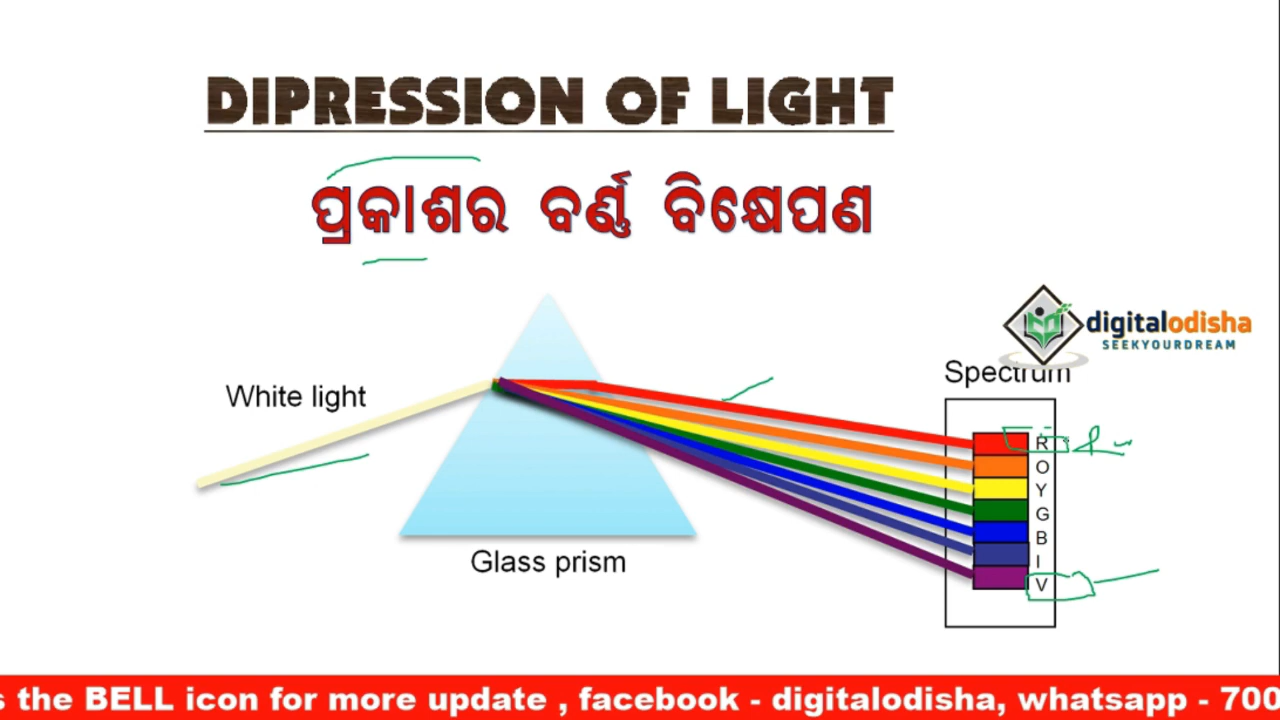 DIPRESSION OF LIGHT
ପ୍ରକାଶର ବର୍ଣ୍ଣ ବିକ୍ଷେପଣ
digitalodisha
SEEKYOURDREAM
White light
Spectrum
R
O
Y
G
B
I
V
Glass prism
s the BELL icon for more update , facebook - digitalodisha, whatsapp - 700